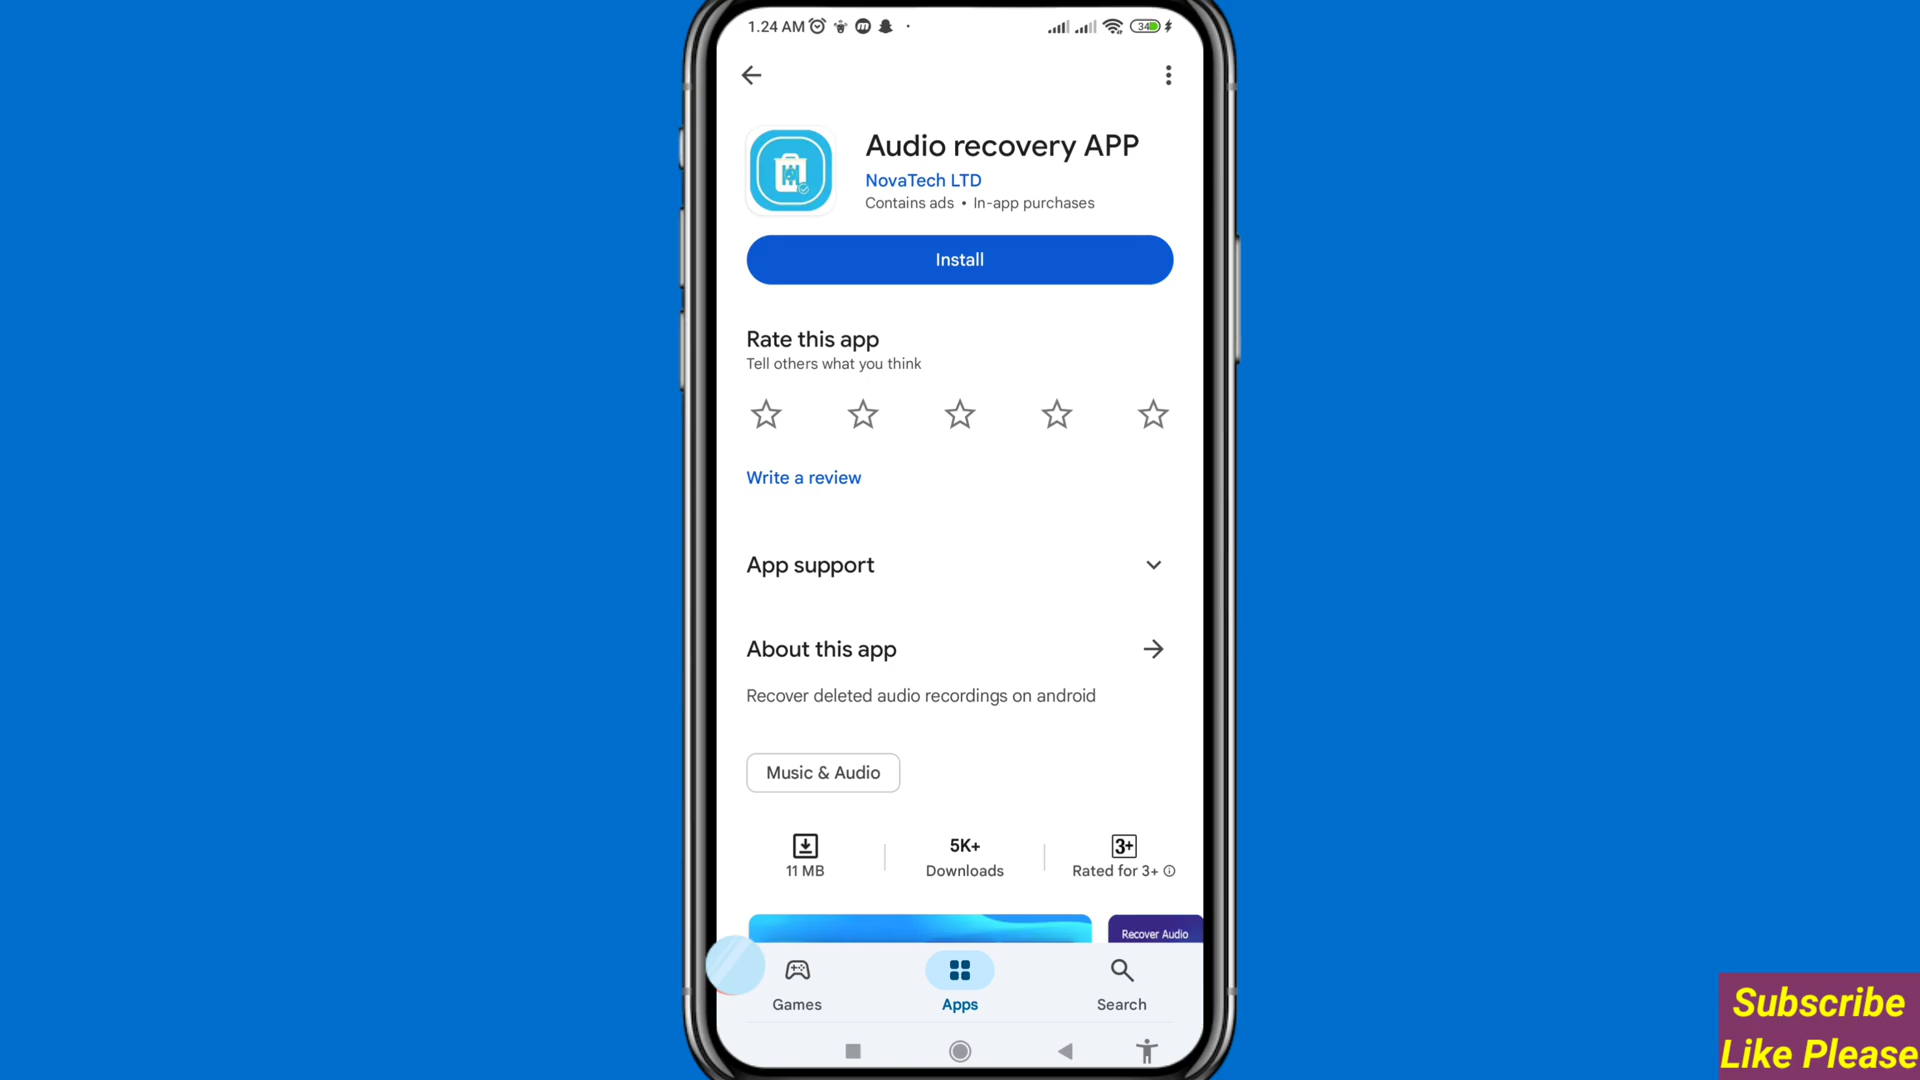 1.24 AM
34
Audio recovery APP
NovaTech LTD
Contains ads • In-app purchases
Install
Rate this app
Tell others what you think
Write a review
App support
About this app
Recover deleted audio recordings on android
Music & Audio
11 MB
5K+
Downloads
3+
Rated for 3+
Recover Audio
Games
Apps
Search
Subscribe
Like Please